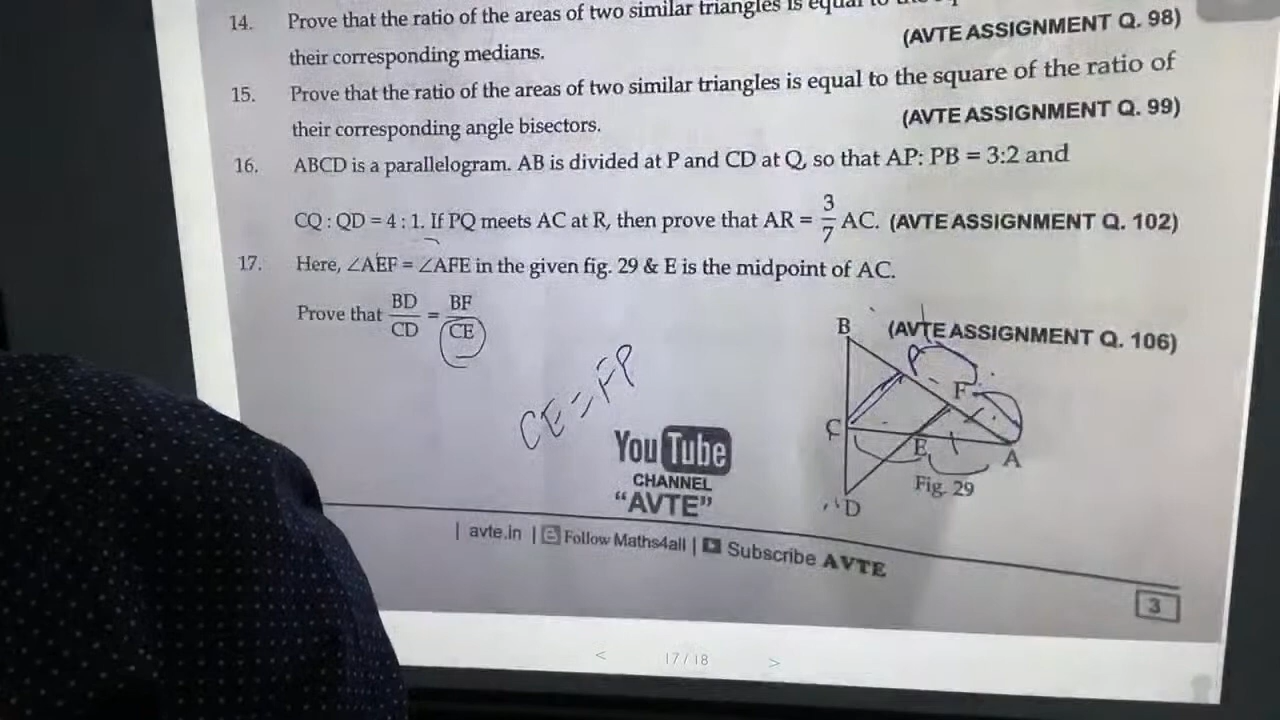 14. Prove that the ratio of the areas of two similar triangles is equal to
their corresponding medians. (AVTE ASSIGNMENT Q. 98)
15. Prove that the ratio of the areas of two similar triangles is equal to the square of the ratio of
their corresponding angle bisectors. (AVTE ASSIGNMENT Q. 99)
16. ABCD is a parallelogram. AB is divided at P and CD at Q, so that AP: PB = 3:2 and
CQ : QD = 4 : 1. If PQ meets AC at R, then prove that AR = 3/7 AC. (AVTE ASSIGNMENT Q. 102)
17. Here, ∠AEF = ∠AFE in the given fig. 29 & E is the midpoint of AC.
Prove that BD/CD = BF/CE
(AVTE ASSIGNMENT Q. 106)
B
P
F
CE = FP
C
E
A
You Tube
CHANNEL
"AVTE"
Fig. 29
D
| avte.in | Follow Maths4all | Subscribe AVTE
3
< 17/18 >